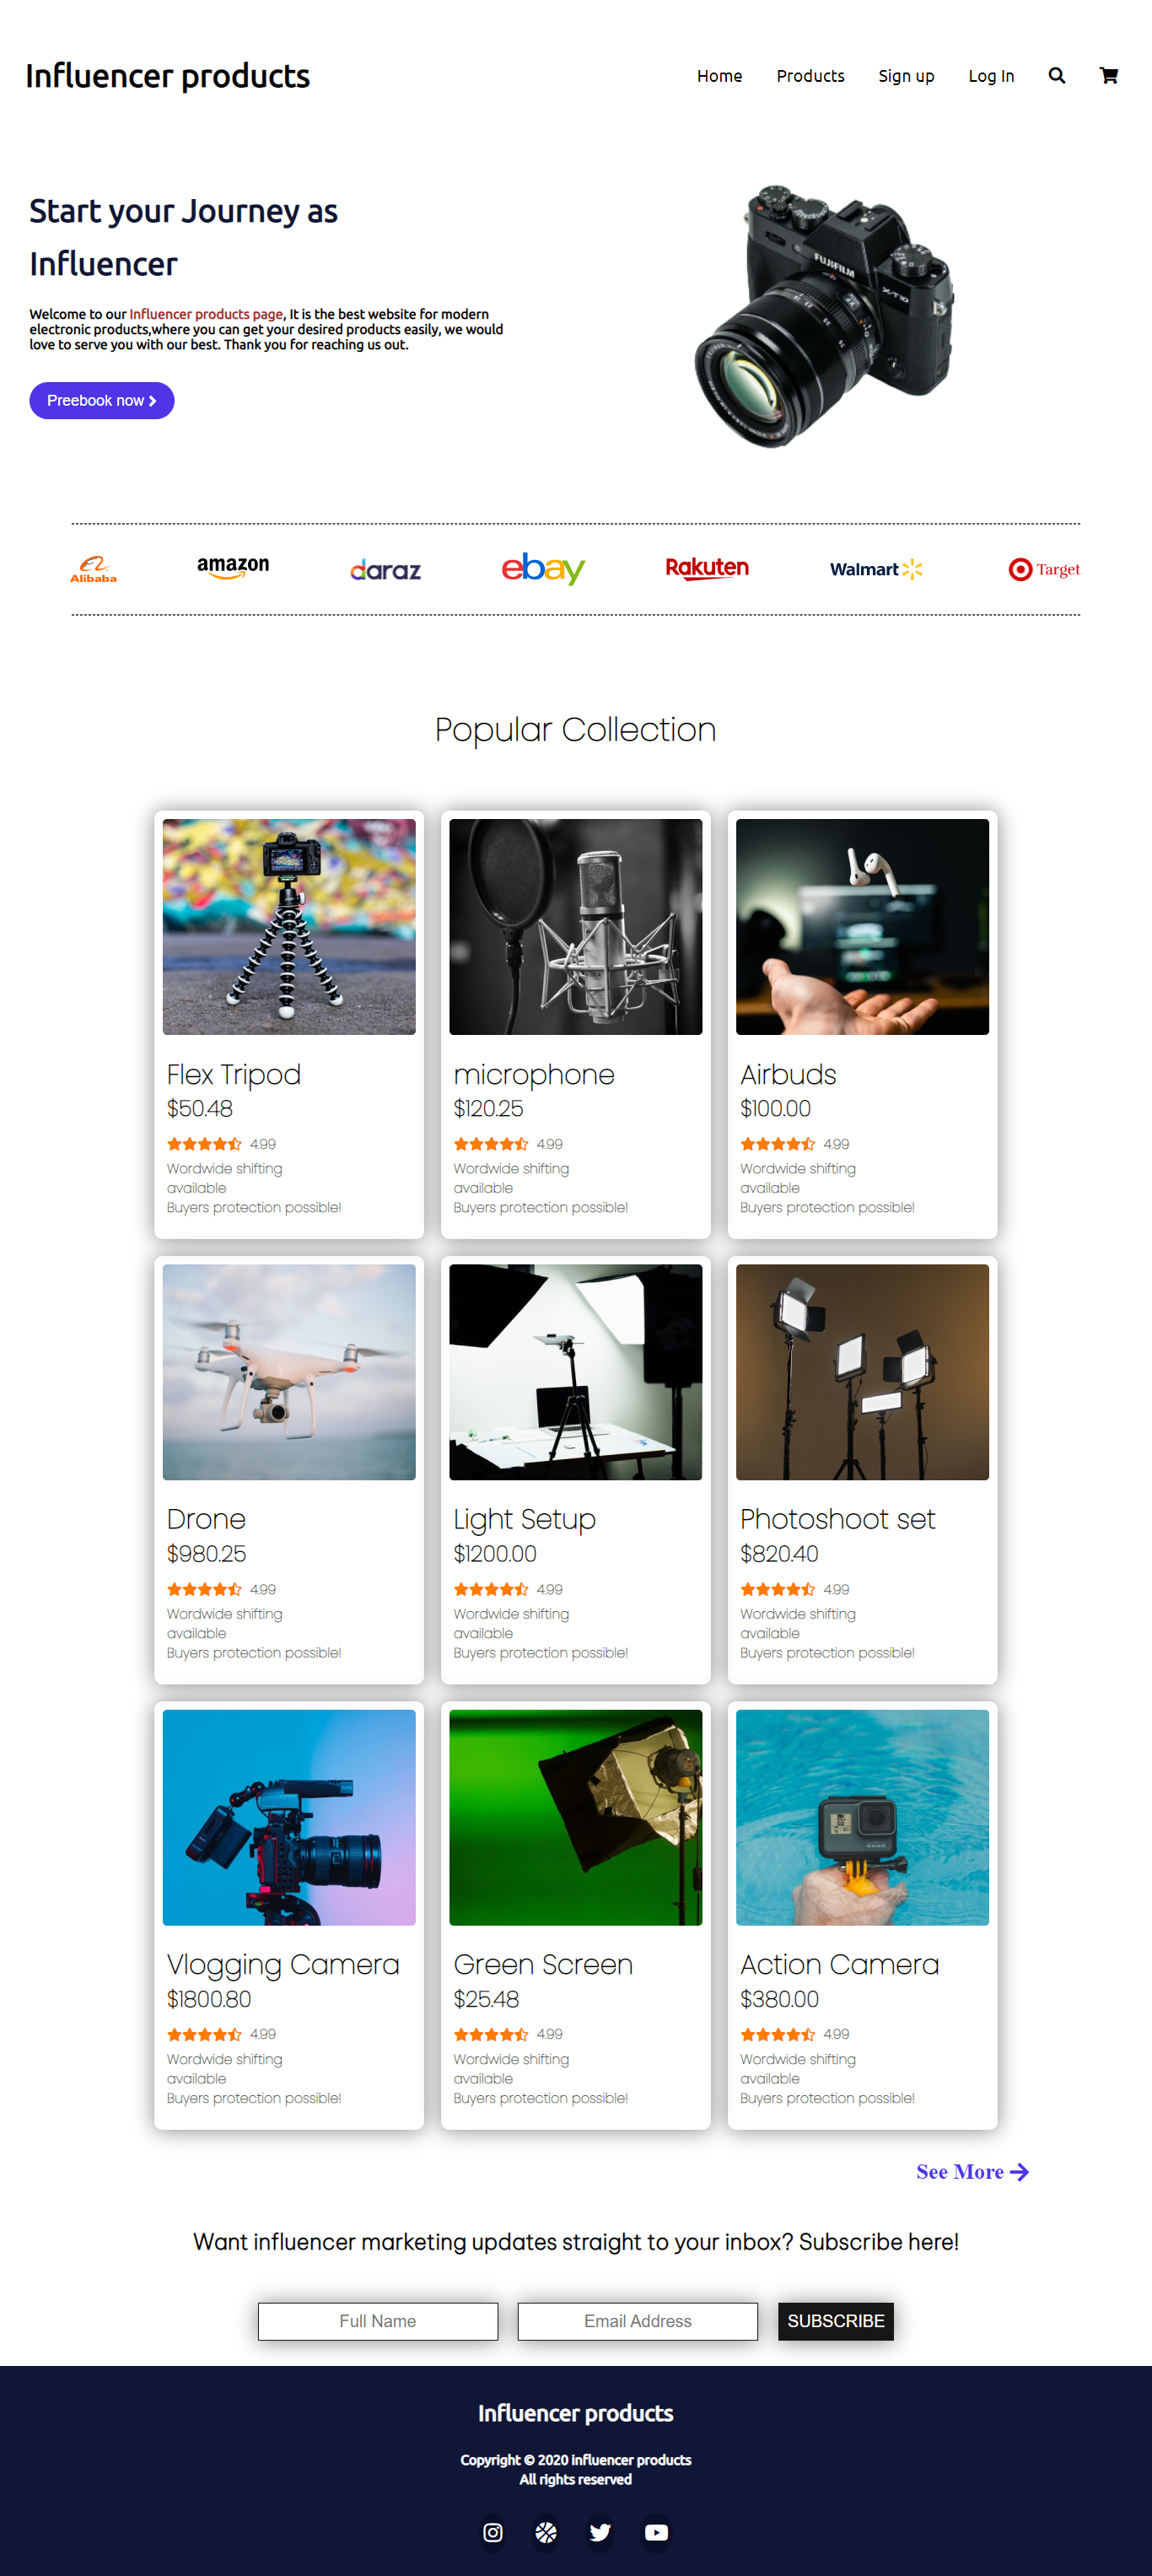 Influencer products
Home Products Sign up Log In
Start your Journey as
Influencer
Welcome to our Influencer products page, It is the best website for modern
electronic products,where you can get your desired products easily, we would
love to serve you with our best. Thank you for reaching us out.
Preebook now
FUJIFILM
X-T10
Alibaba amazon daraz ebay Rakuten Walmart Target
Popular Collection
Flex Tripod
$50.48
4.99
Wordwide shifting
available
Buyers protection possible!
microphone
$120.25
4.99
Wordwide shifting
available
Buyers protection possible!
Airbuds
$100.00
4.99
Wordwide shifting
available
Buyers protection possible!
Drone
$980.25
4.99
Wordwide shifting
available
Buyers protection possible!
Light Setup
$1200.00
4.99
Wordwide shifting
available
Buyers protection possible!
Photoshoot set
$820.40
4.99
Wordwide shifting
available
Buyers protection possible!
Vlogging Camera
$1800.80
4.99
Wordwide shifting
available
Buyers protection possible!
Green Screen
$25.48
4.99
Wordwide shifting
available
Buyers protection possible!
Action Camera
$380.00
4.99
Wordwide shifting
available
Buyers protection possible!
See More
Want influencer marketing updates straight to your inbox? Subscribe here!
Full Name Email Address SUBSCRIBE
Influencer products
Copyright © 2020 influencer products
All rights reserved